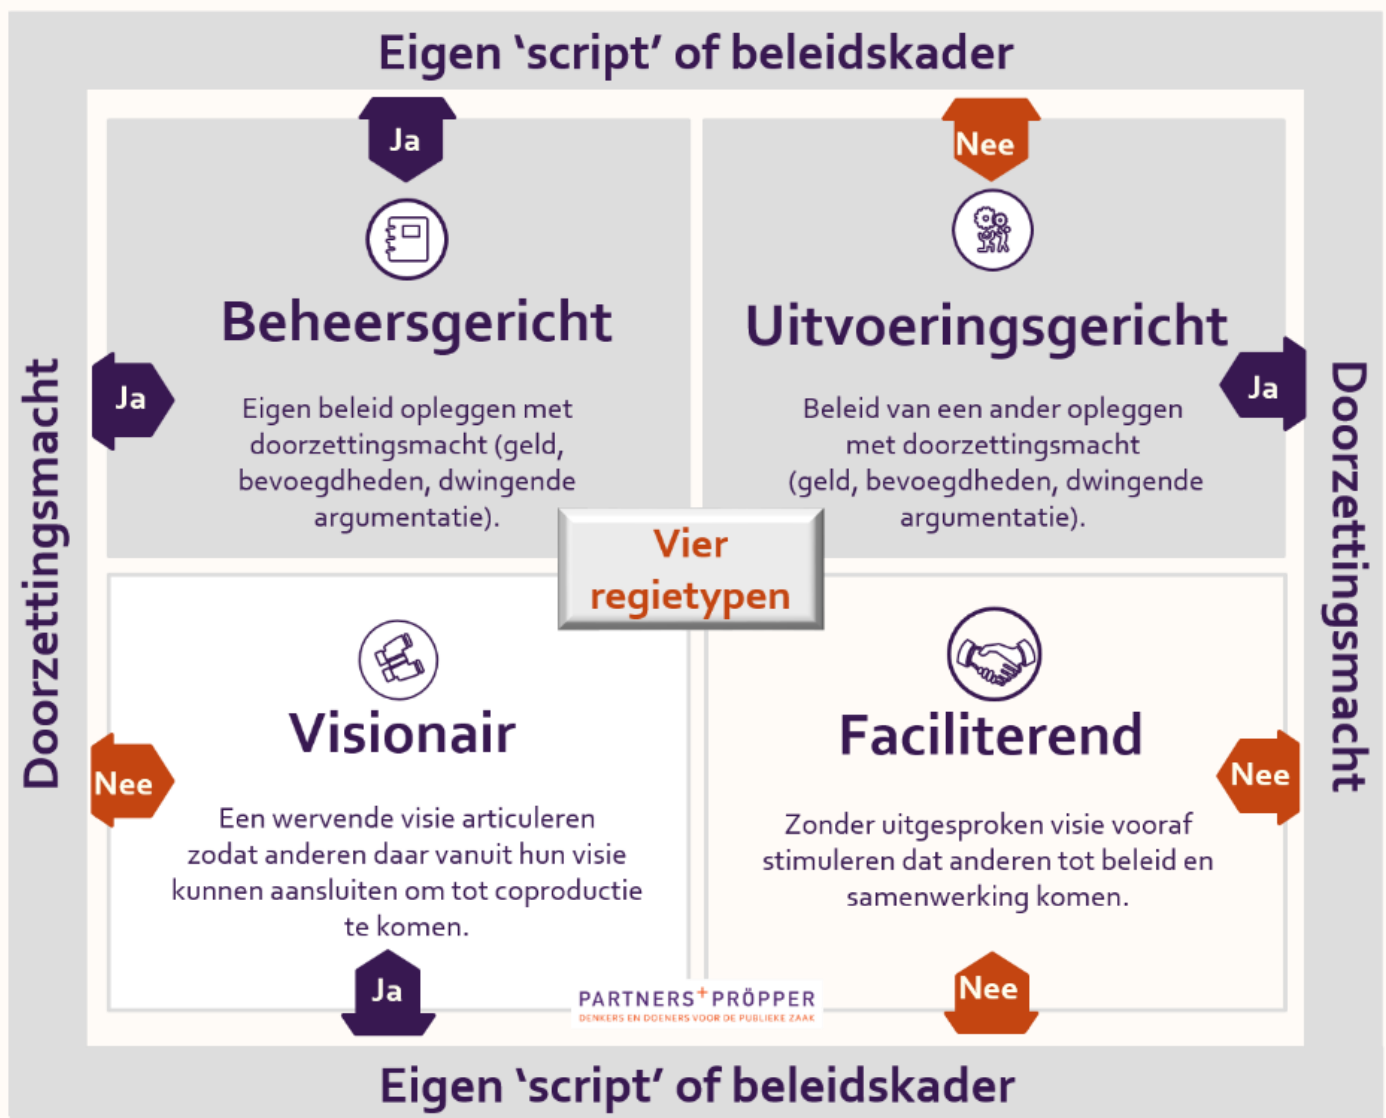 Eigen ‘script’ of beleidskader
Ja
Nee
Beheersgericht
Uitvoeringsgericht
Doorzettingsmacht
Ja
Eigen beleid opleggen met
doorzettingsmacht (geld,
bevoegdheden, dwingende
argumentatie).
Beleid van een ander opleggen
met doorzettingsmacht
(geld, bevoegdheden, dwingende
argumentatie).
Ja
Doorzettingsmacht
Vier
regietypen
Visionair
Faciliterend
Nee
Een wervende visie articuleren
zodat anderen daar vanuit hun visie
kunnen aansluiten om tot coproductie
te komen.
Zonder uitgesproken visie vooraf
stimuleren dat anderen tot beleid en
samenwerking komen.
Nee
Ja
Nee
PARTNERS+PRÖPPER
DENKERS EN DOENERS VOOR DE PUBLIEKE ZAAK
Eigen ‘script’ of beleidskader